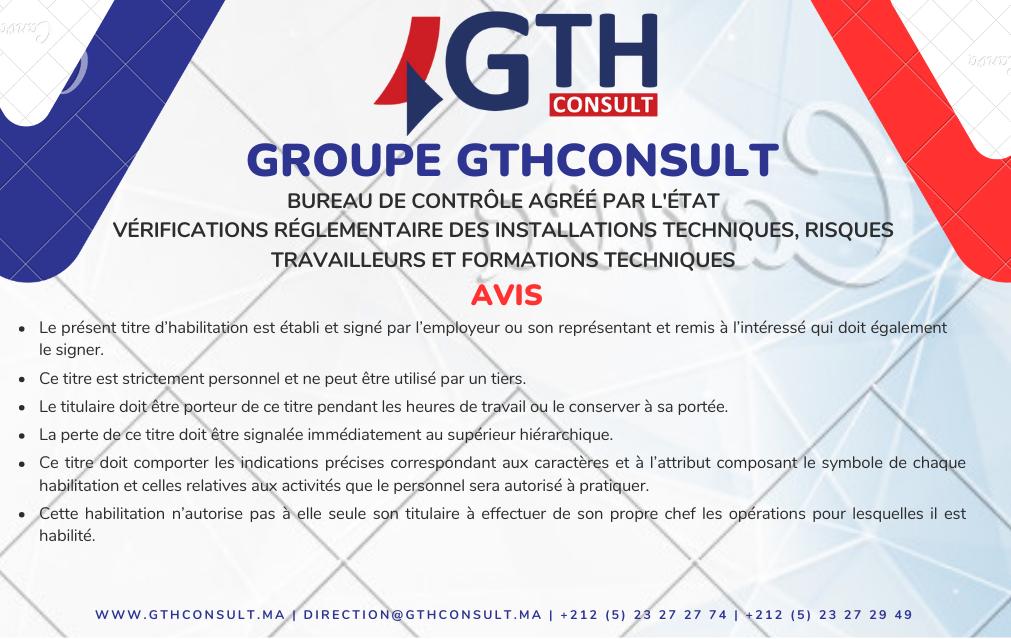 GTH
CONSULT
GROUPE GTHCONSULT
BUREAU DE CONTRÔLE AGRÉÉ PAR L'ÉTAT
VÉRIFICATIONS RÉGLEMENTAIRE DES INSTALLATIONS TECHNIQUES, RISQUES
TRAVAILLEURS ET FORMATIONS TECHNIQUES
AVIS
• Le présent titre d’habilitation est établi et signé par l’employeur ou son représentant et remis à l’intéressé qui doit également
le signer.
• Ce titre est strictement personnel et ne peut être utilisé par un tiers.
• Le titulaire doit être porteur de ce titre pendant les heures de travail ou le conserver à sa portée.
• La perte de ce titre doit être signalée immédiatement au supérieur hiérarchique.
• Ce titre doit comporter les indications précises correspondant aux caractères et à l’attribut composant le symbole de chaque
habilitation et celles relatives aux activités que le personnel sera autorisé à pratiquer.
• Cette habilitation n’autorise pas à elle seule son titulaire à effectuer de son propre chef les opérations pour lesquelles il est
habilité.
WWW.GTHCONSULT.MA | DIRECTION@GTHCONSULT.MA | +212 (5) 23 27 27 74 | +212 (5) 23 27 29 49
Canva
Canva
Canva